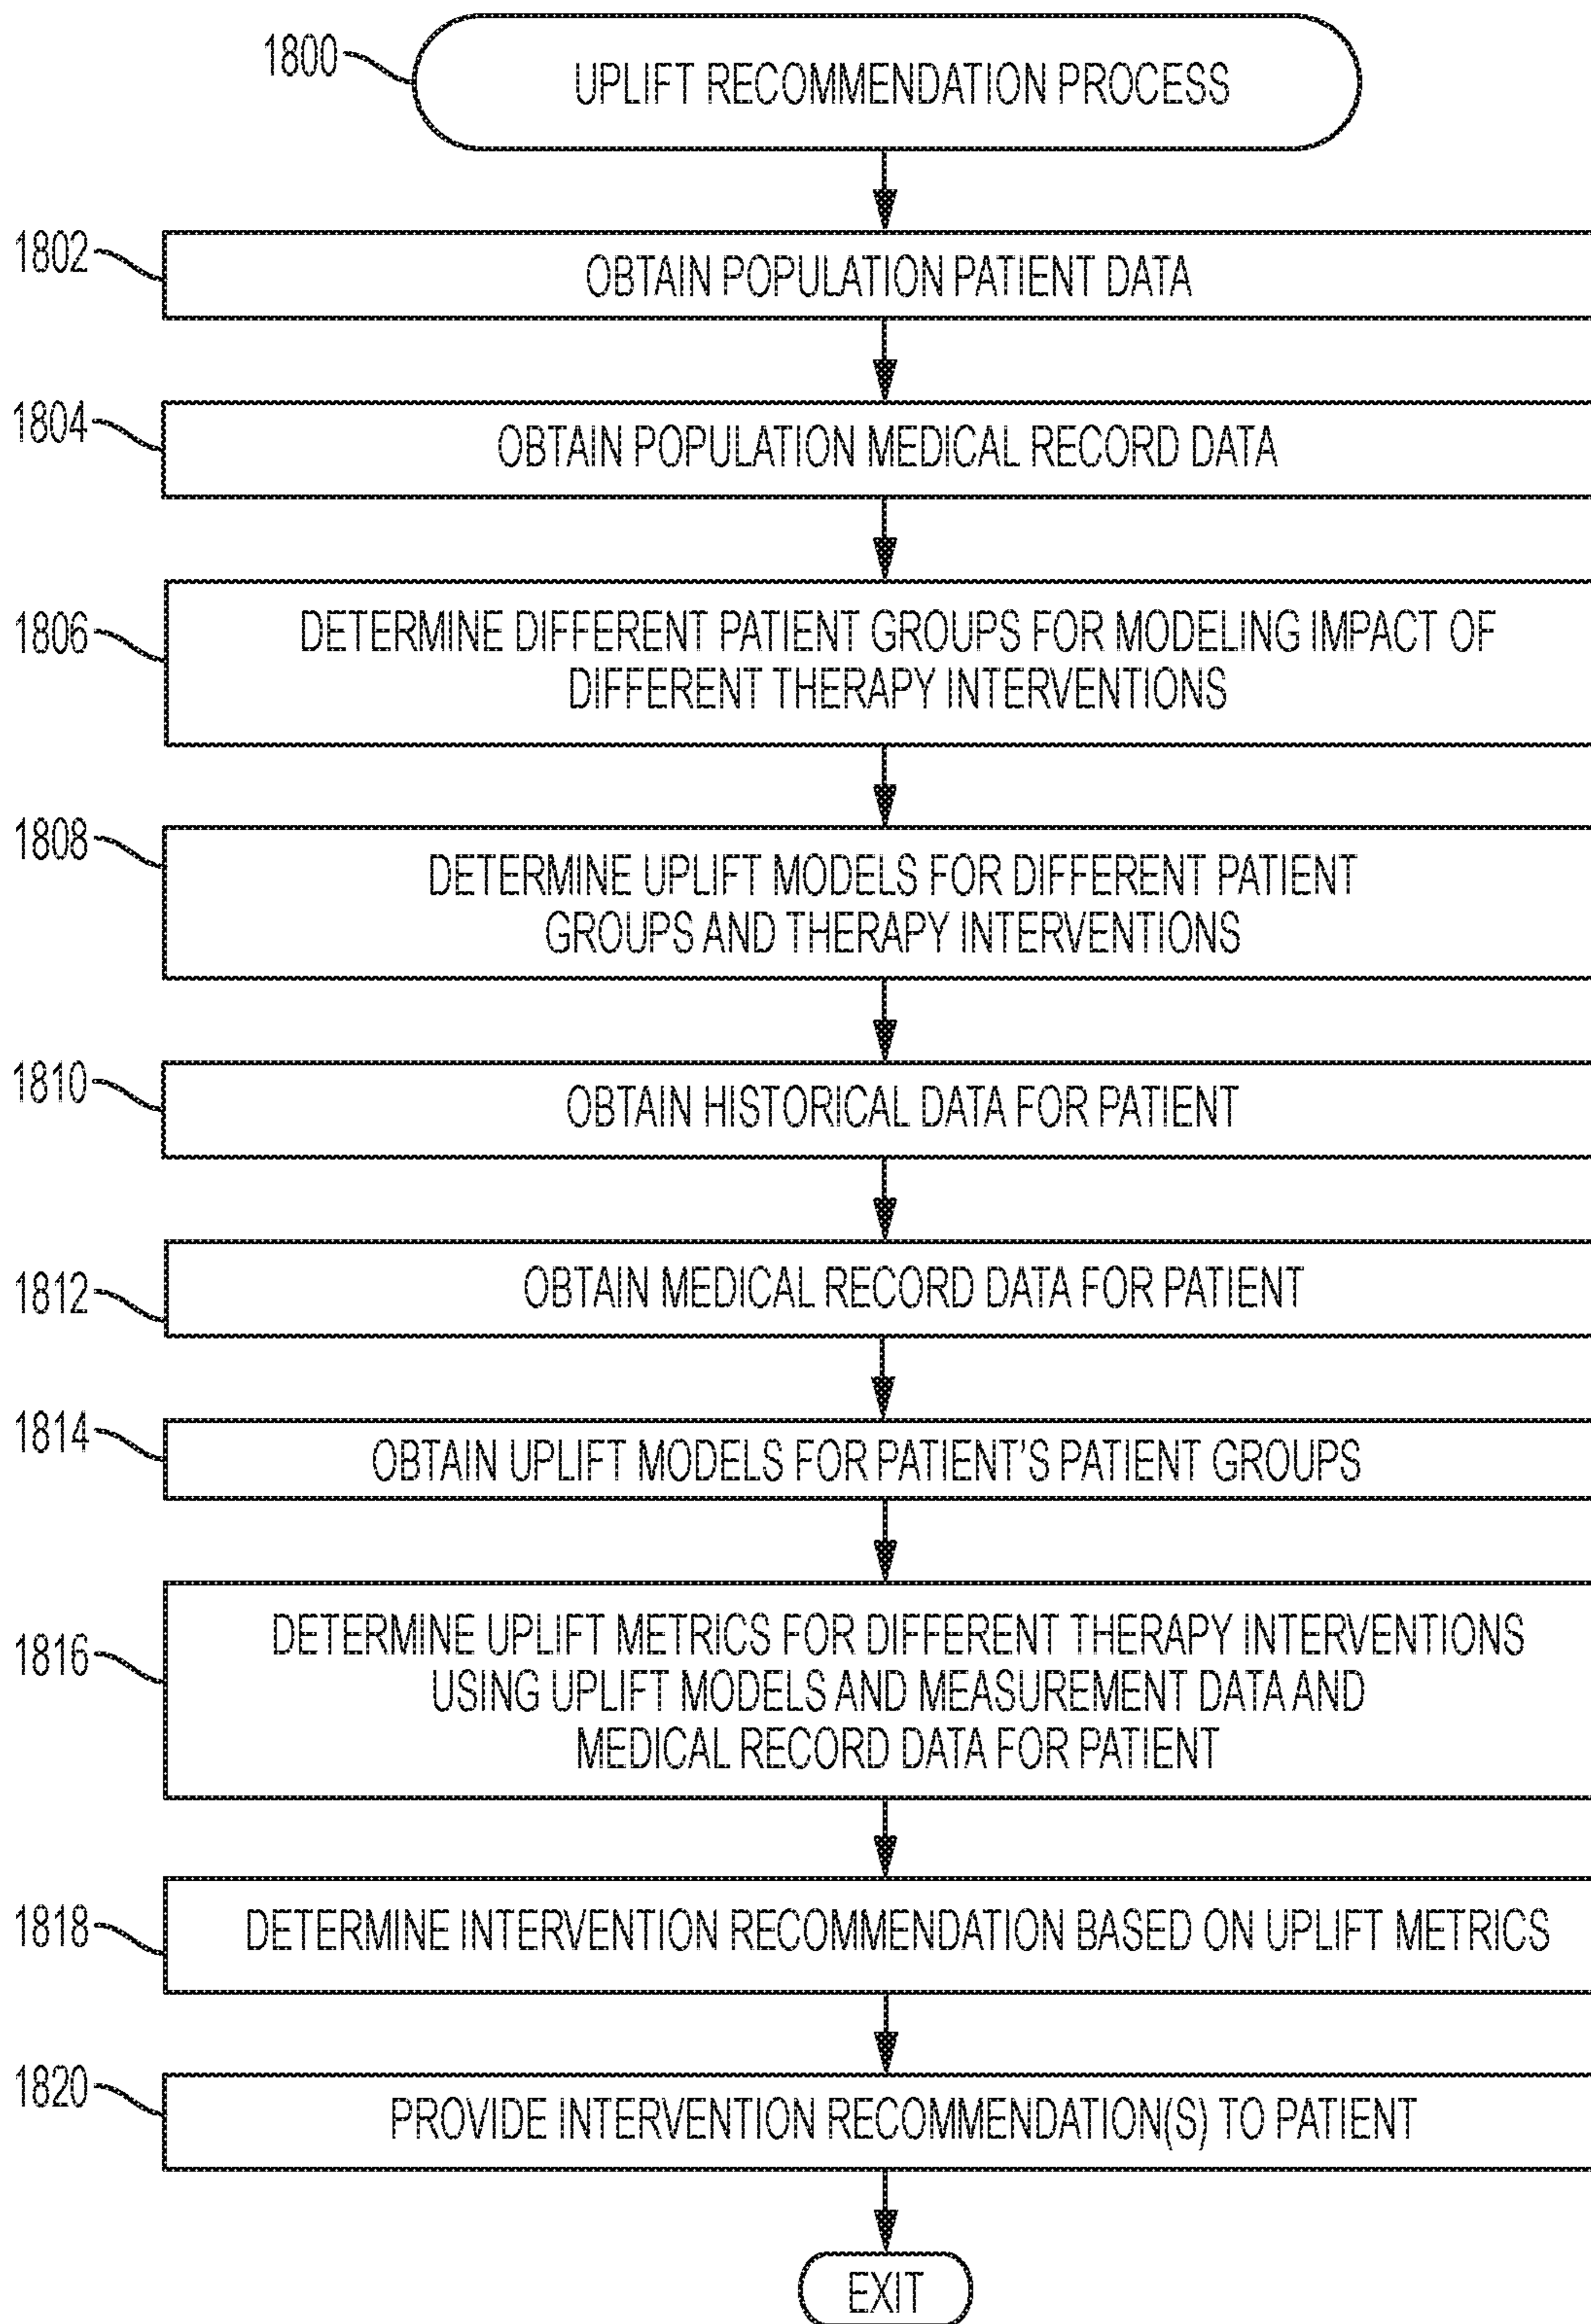 1800
UPLIFT RECOMMENDATION PROCESS
1802
OBTAIN POPULATION PATIENT DATA
1804
OBTAIN POPULATION MEDICAL RECORD DATA
1806
DETERMINE DIFFERENT PATIENT GROUPS FOR MODELING IMPACT OF
DIFFERENT THERAPY INTERVENTIONS
1808
DETERMINE UPLIFT MODELS FOR DIFFERENT PATIENT
GROUPS AND THERAPY INTERVENTIONS
1810
OBTAIN HISTORICAL DATA FOR PATIENT
1812
OBTAIN MEDICAL RECORD DATA FOR PATIENT
1814
OBTAIN UPLIFT MODELS FOR PATIENT'S PATIENT GROUPS
1816
DETERMINE UPLIFT METRICS FOR DIFFERENT THERAPY INTERVENTIONS
USING UPLIFT MODELS AND MEASUREMENT DATA AND
MEDICAL RECORD DATA FOR PATIENT
1818
DETERMINE INTERVENTION RECOMMENDATION BASED ON UPLIFT METRICS
1820
PROVIDE INTERVENTION RECOMMENDATION(S) TO PATIENT
EXIT